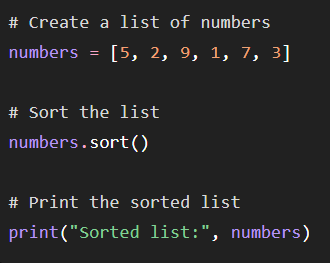 # Create a list of numbers
numbers = [5, 2, 9, 1, 7, 3]
# Sort the list
numbers.sort()
# Print the sorted list
print("Sorted list:", numbers)